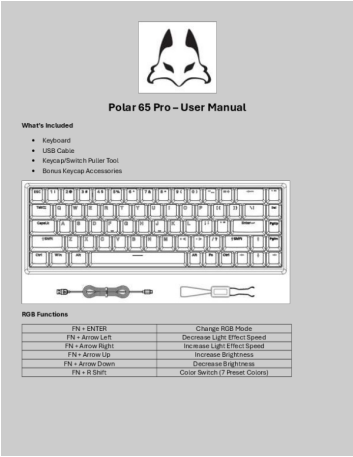 Polar 65 Pro – User Manual
What's Included
Keyboard
USB Cable
Keycap/Switch Puller Tool
Bonus Keycap Accessories
RGB Functions
FN + ENTER Change RGB Mode
FN + Arrow Left Decrease Light Effect Speed
FN + Arrow Right Increase Light Effect Speed
FN + Arrow Up Increase Brightness
FN + Arrow Down Decrease Brightness
FN + R Shift Color Switch (7 Preset Colors)